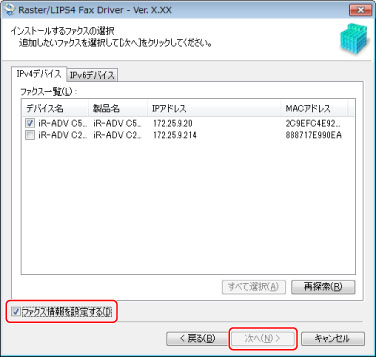 Raster/LIPS4 Fax Driver - Ver. X.XX
インストールするファクスの選択
追加したいファクスを選択して[次へ]をクリックしてください。
IPv4デバイス IPv6デバイス
ファクス一覧(L):
デバイス名 製品名 IPアドレス MACアドレス
iR-ADV C5... iR-ADV C5... 172.25.9.20 2C9EFC4E92...
iR-ADV C2... iR-ADV C2... 172.25.9.214 888717E990EA
すべて選択(A) 再探索(R)
ファクス情報を設定する(I)
< 戻る(B) 次へ(N) > キャンセル